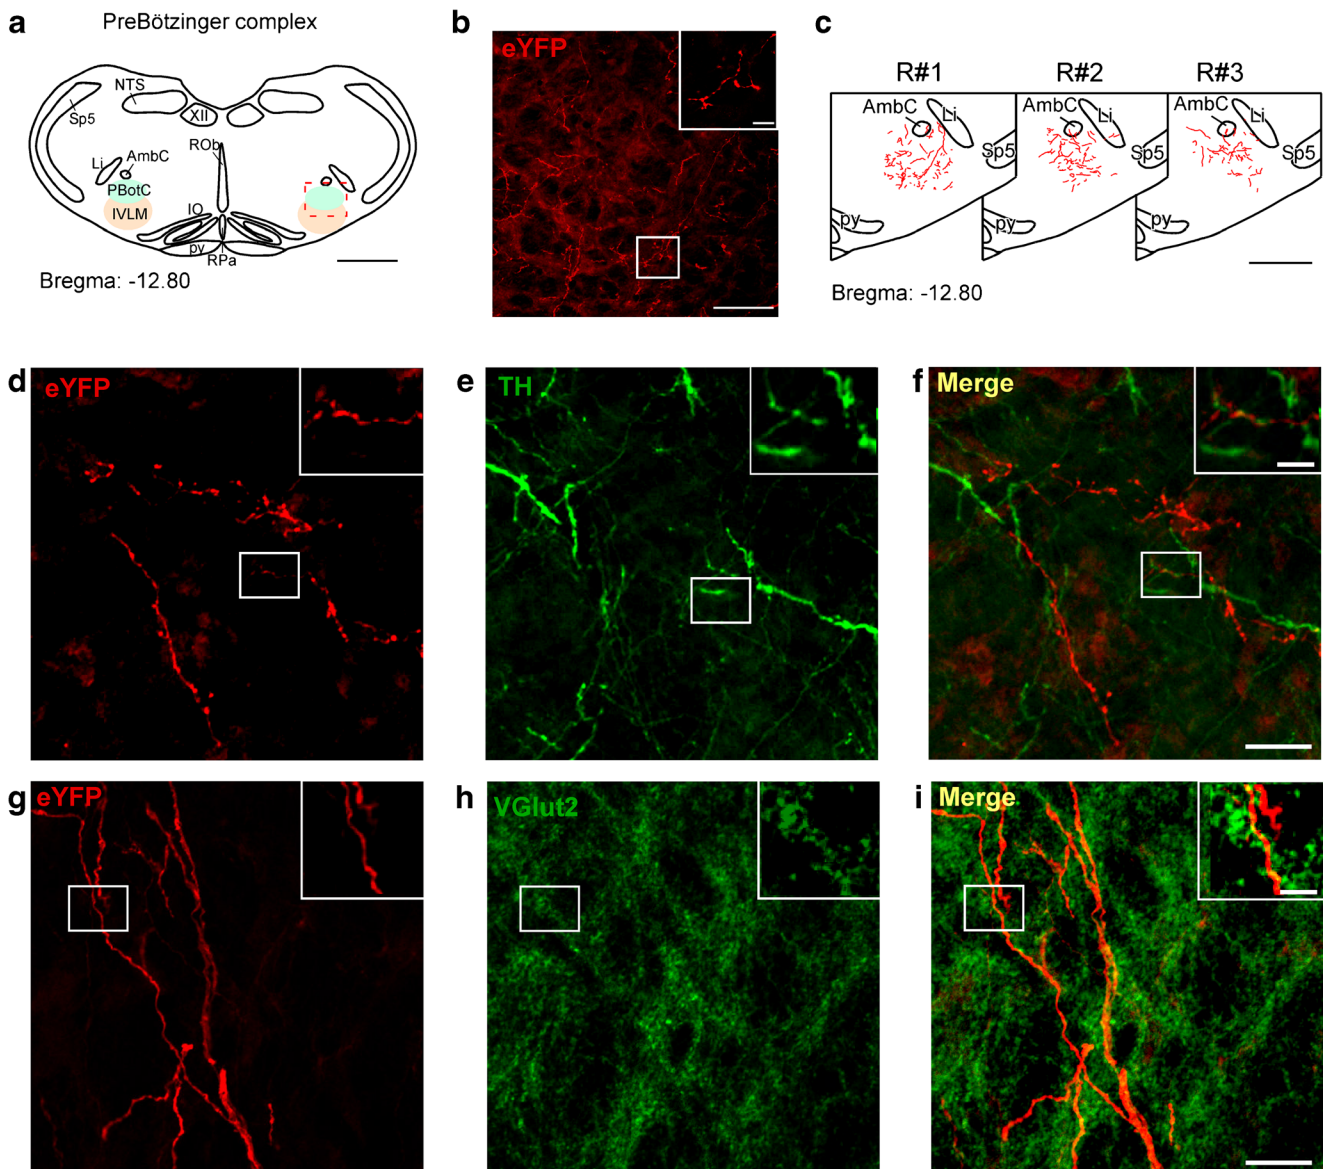 a
PreBötzinger complex
NTS
XII
Sp5
ROb
Li
AmbC
PBotC
IVLM
IO
py
RPa
Bregma: -12.80
b
eYFP
c
R#1
R#2
R#3
AmbC
Li
Sp5
py
AmbC
Li
Sp5
py
AmbC
Li
Sp5
py
Bregma: -12.80
d
eYFP
e
TH
f
Merge
g
eYFP
h
VGlut2
i
Merge